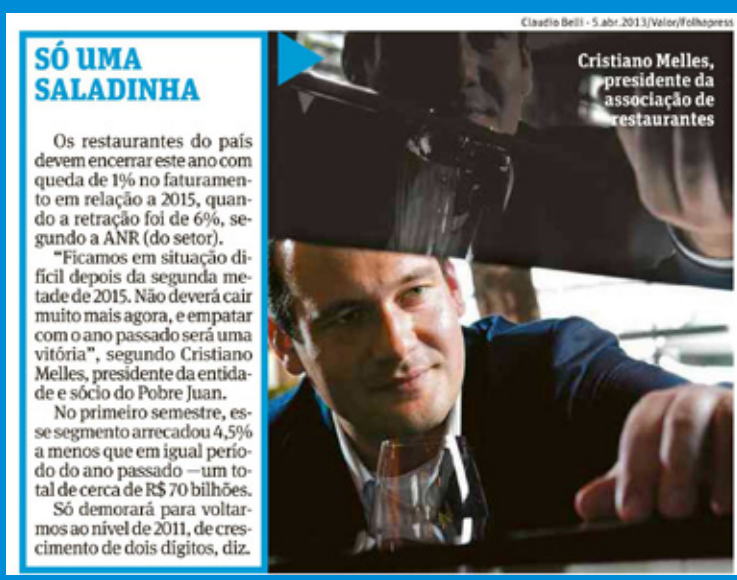 Claudio Belli - 5.abr.2013/Valor/Folhapress
SÓ UMA
SALADINHA
Os restaurantes do país
devem encerrar este ano com
queda de 1% no faturamen-
to em relação a 2015, quan-
do a retração foi de 6%, se-
gundo a ANR (do setor).
"Ficamos em situação di-
fícil depois da segunda me-
tade de 2015. Não deverá cair
muito mais agora, e empatar
com o ano passado será uma
vitória", segundo Cristiano
Melles, presidente da entida-
de e sócio do Pobre Juan.
No primeiro semestre, es-
se segmento arrecadou 4,5%
a menos que em igual perío-
do do ano passado —um to-
tal de cerca de R$ 70 bilhões.
Só demorará para voltar-
mos ao nível de 2011, de cres-
cimento de dois dígitos, diz.
Cristiano Melles,
presidente da
associação de
restaurantes